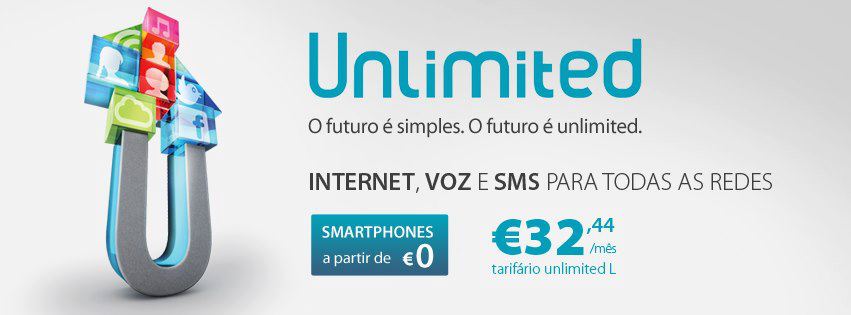 Unlimited
O futuro é simples. O futuro é unlimited.
INTERNET, VOZ E SMS PARA TODAS AS REDES
SMARTPHONES
a partir de €0
€32,44
/mês
tarifário unlimited L